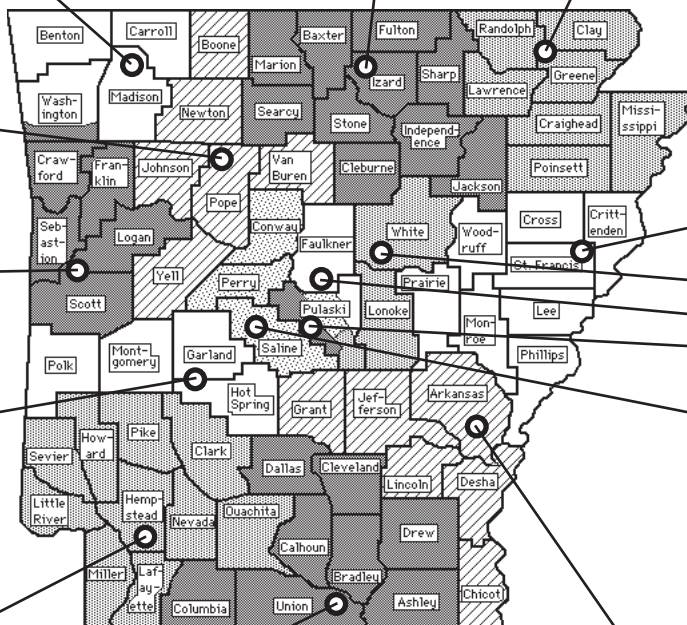 Benton
Carroll
Boone
Baxter
Fulton
Randolph
Clay
Marion
Izard
Sharp
Greene
Lawrence
Wash-
ington
Madison
Newton
Searcy
Stone
Independ-
ence
Craighead
Missi-
ssippi
Craw-
ford
Fran-
klin
Johnson
Van
Buren
Cleburne
Poinsett
Jackson
Pope
Sebast-
ion
Logan
Conway
Faulkner
White
Wood-
ruff
Cross
Critt-
enden
St. Francis
Yell
Perry
Prairie
Scott
Pulaski
Lonoke
Lee
Mon-
roe
Polk
Mont-
gomery
Garland
Saline
Phillips
Hot
Spring
Grant
Jef-
ferson
Arkansas
Sevier
How-
ard
Pike
Clark
Dallas
Cleveland
Lincoln
Desha
Little
River
Hemp-
stead
Nevada
Ouachita
Calhoun
Drew
Miller
Laf-
ay-
ette
Columbia
Union
Bradley
Ashley
Chicot